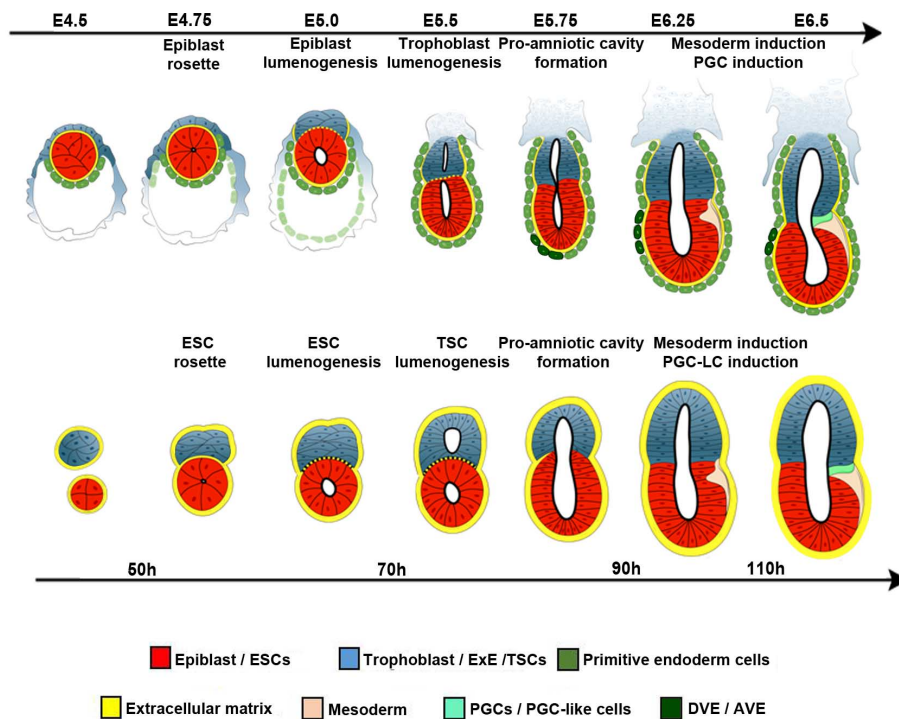 E4.5 E4.75 E5.0 E5.5 E5.75 E6.25 E6.5
Epiblast rosette
Epiblast lumenogenesis
Trophoblast lumenogenesis
Pro-amniotic cavity formation
Mesoderm induction
PGC induction
ESC rosette
ESC lumenogenesis
TSC lumenogenesis
Pro-amniotic cavity formation
Mesoderm induction
PGC-LC induction
50h 70h 90h 110h
Epiblast / ESCs Trophoblast / ExE /TSCs Primitive endoderm cells
Extracellular matrix Mesoderm PGCs / PGC-like cells DVE / AVE